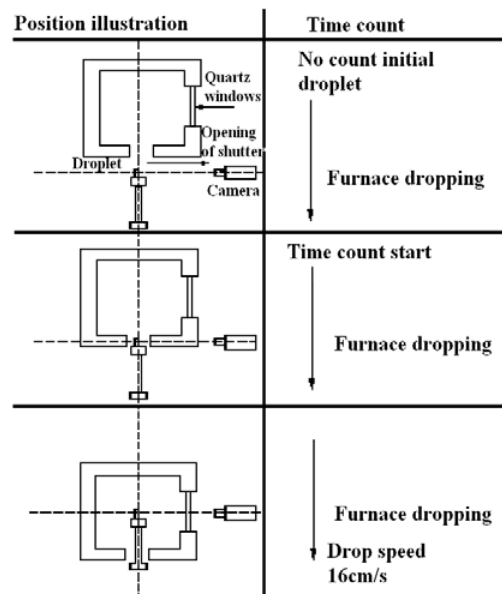 Position illustration
Time count
Quartz
windows
Opening
of shutter
Droplet
Camera
No count initial
droplet
Furnace dropping
Time count start
Furnace dropping
Furnace dropping
Drop speed
16cm/s